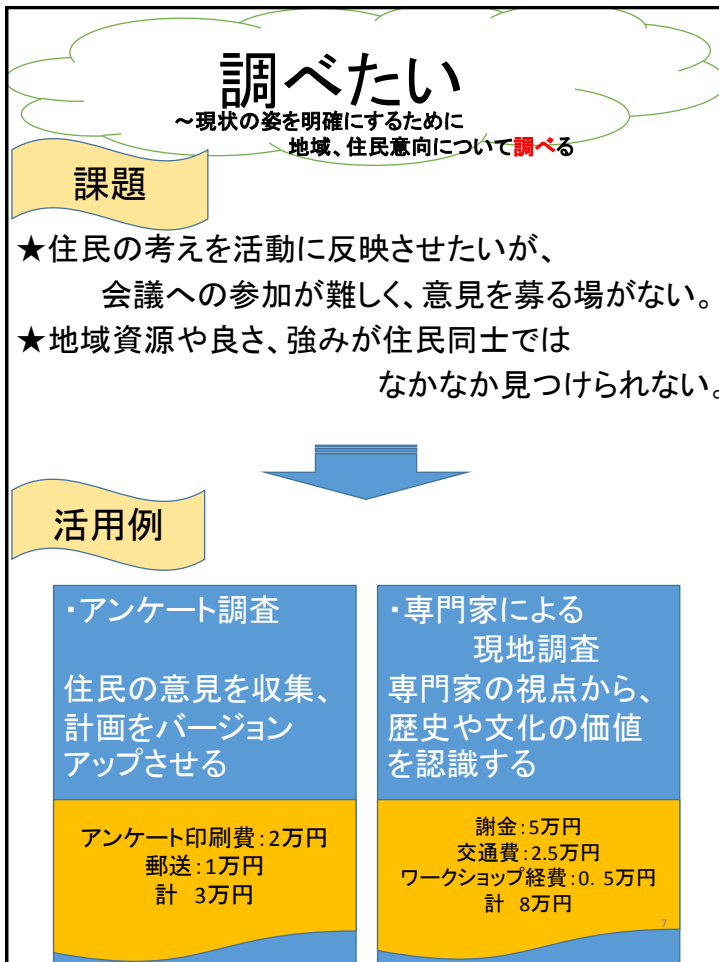 調べたい
～現状の姿を明確にするために
地域、住民意向について調べる
課題
★住民の考えを活動に反映させたいが、
会議への参加が難しく、意見を募る場がない。
★地域資源や良さ、強みが住民同士では
なかなか見つけられない。
活用例
・アンケート調査
住民の意見を収集、
計画をバージョン
アップさせる
アンケート印刷費：2万円
郵送：1万円
計　3万円
・専門家による
現地調査
専門家の視点から、
歴史や文化の価値
を認識する
謝金：5万円
交通費：2.5万円
ワークショップ経費：0．5万円
計　8万円
7